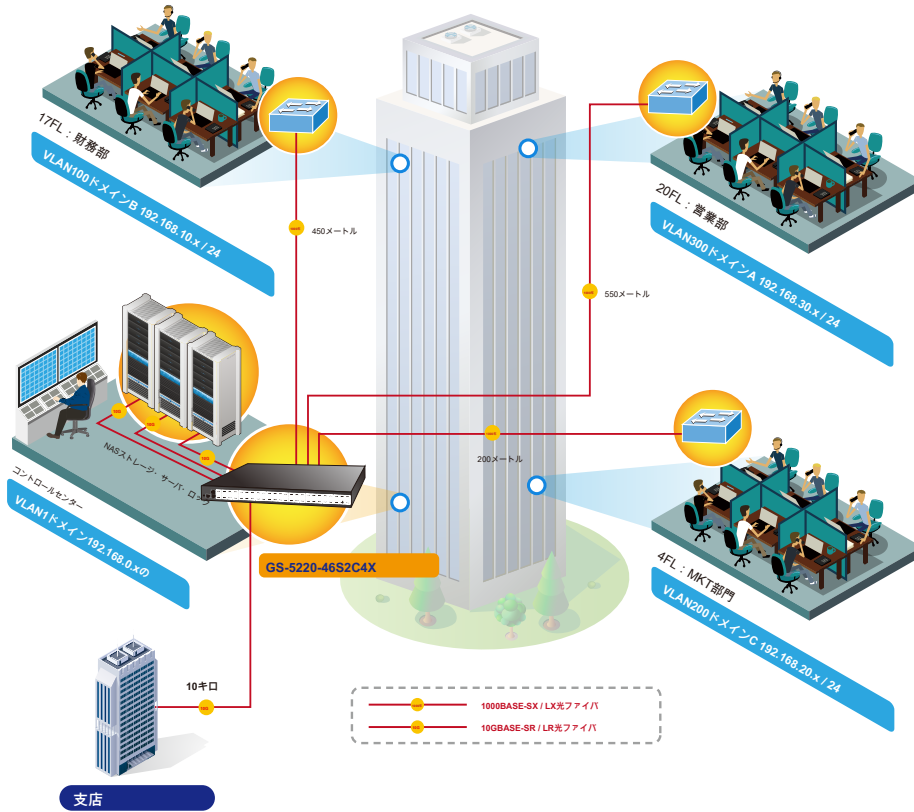 17FL：財務部
VLAN100ドメインB 192.168.10.x / 24
450メートル
20FL：営業部
VLAN300ドメインA 192.168.30.x / 24
550メートル
10G
10G
10G
NASストレージ・サーバ・ロック
コントロールセンター
VLAN1ドメイン192.168.0.xの
200メートル
GS-5220-46S2C4X
4FL：MKT部門
VLAN200ドメインC 192.168.20.x / 24
10キロ
10G
1000BASE-SX / LX光ファイバ
10G
10GBASE-SR / LR光ファイバ
支店